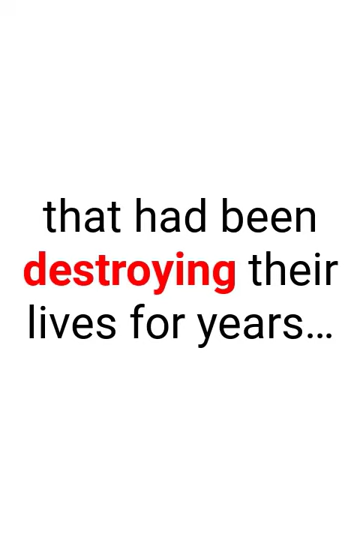 that had been
destroying their
lives for years...